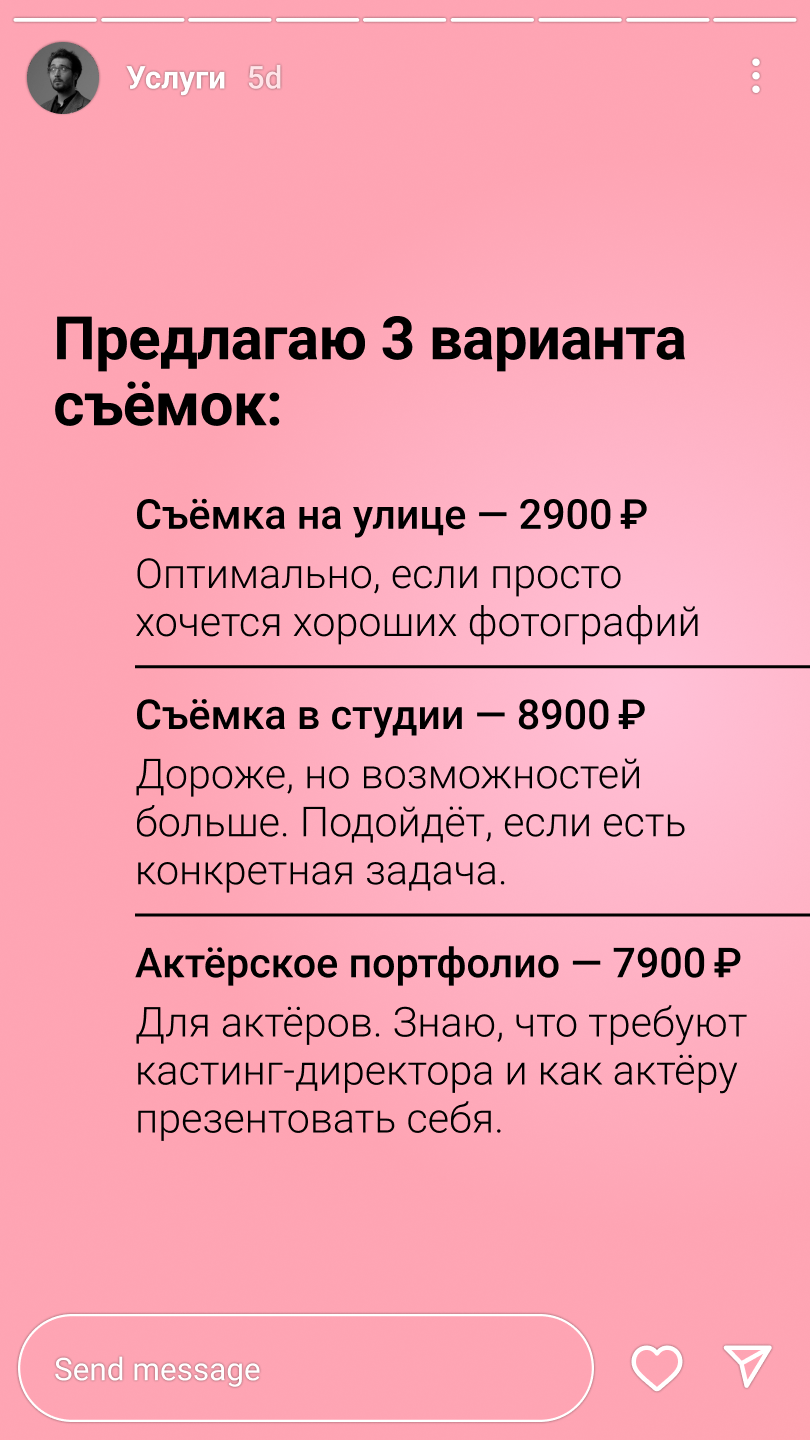 Услуги 5d
Предлагаю 3 варианта
съёмок:
Съёмка на улице — 2900 ₽
Оптимально, если просто
хочется хороших фотографий
Съёмка в студии — 8900 ₽
Дороже, но возможностей
больше. Подойдёт, если есть
конкретная задача.
Актёрское портфолио — 7900 ₽
Для актёров. Знаю, что требуют
кастинг-директора и как актёру
презентовать себя.
Send message